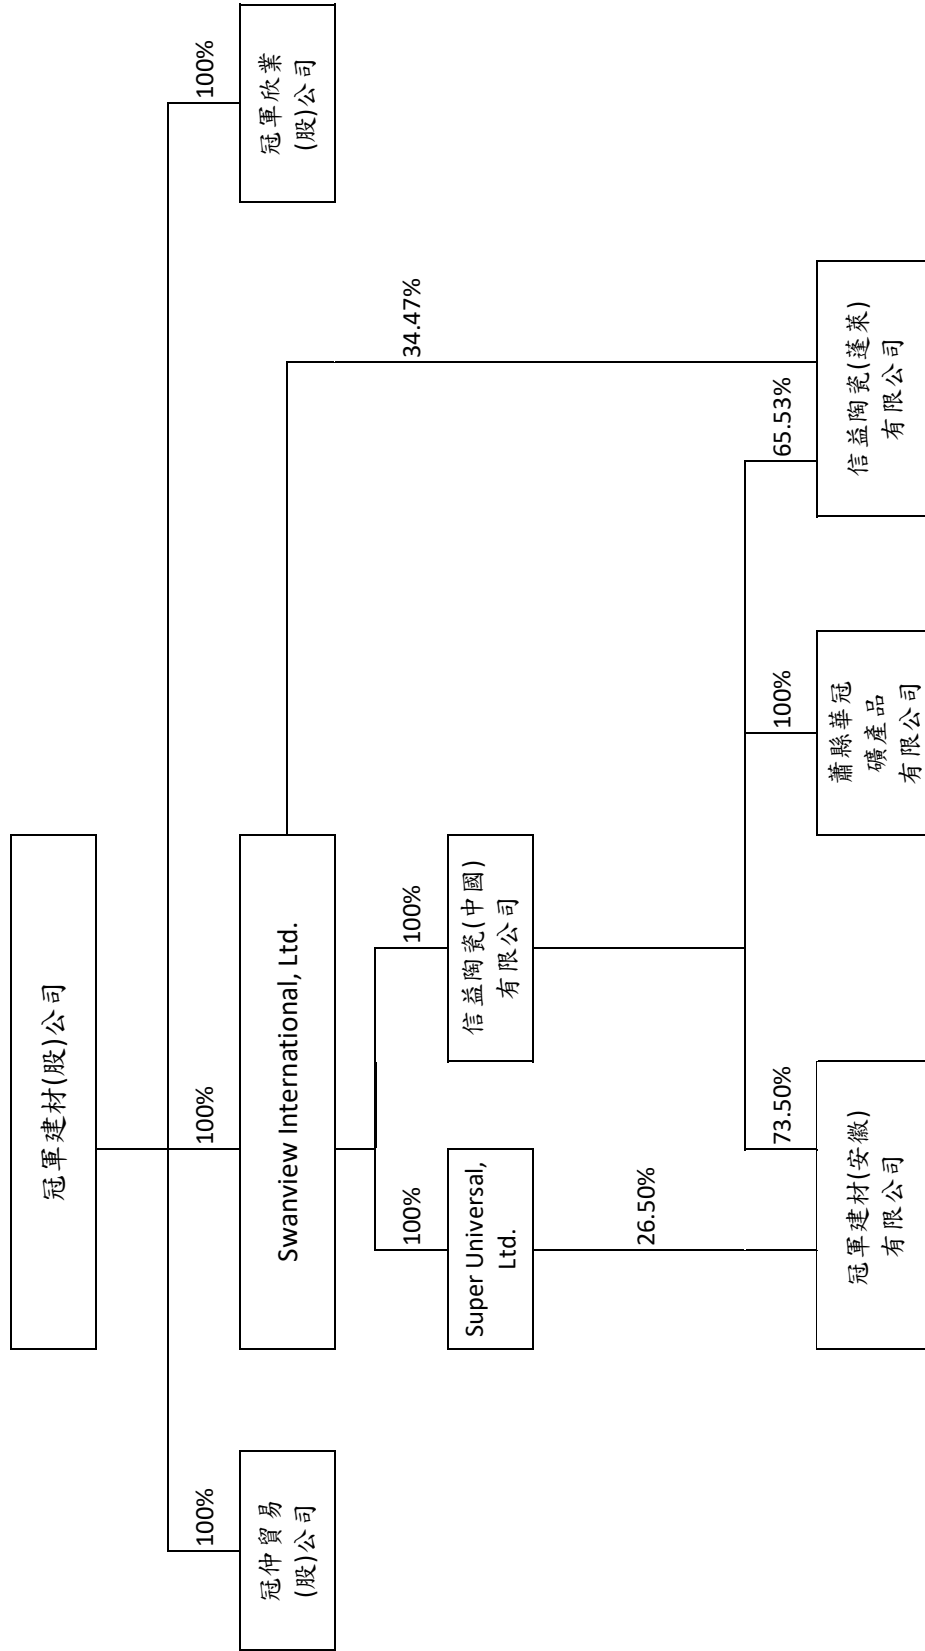 冠軍建材(股)公司
100%
100%
100%
冠仲貿易
(股)公司
Swanview International, Ltd.
冠軍欣業
(股)公司
100%
100%
34.47%
Super Universal,
Ltd.
信益陶瓷(中國)
有限公司
26.50%
73.50%
100%
65.53%
冠軍建材(安徽)
有限公司
蕭縣華冠
礦產品
有限公司
信益陶瓷(蓬萊)
有限公司